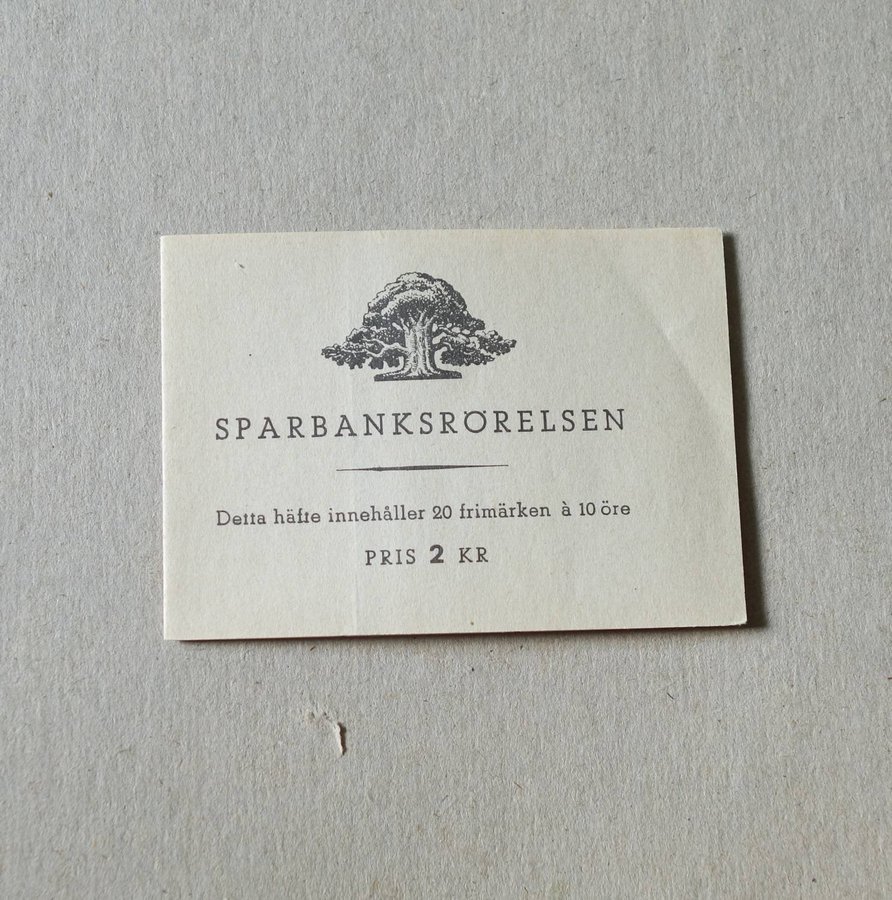 SPARBANKSRÖRELSEN
Detta häfte innehåller 20 frimärken à 10 öre
PRIS 2 KR